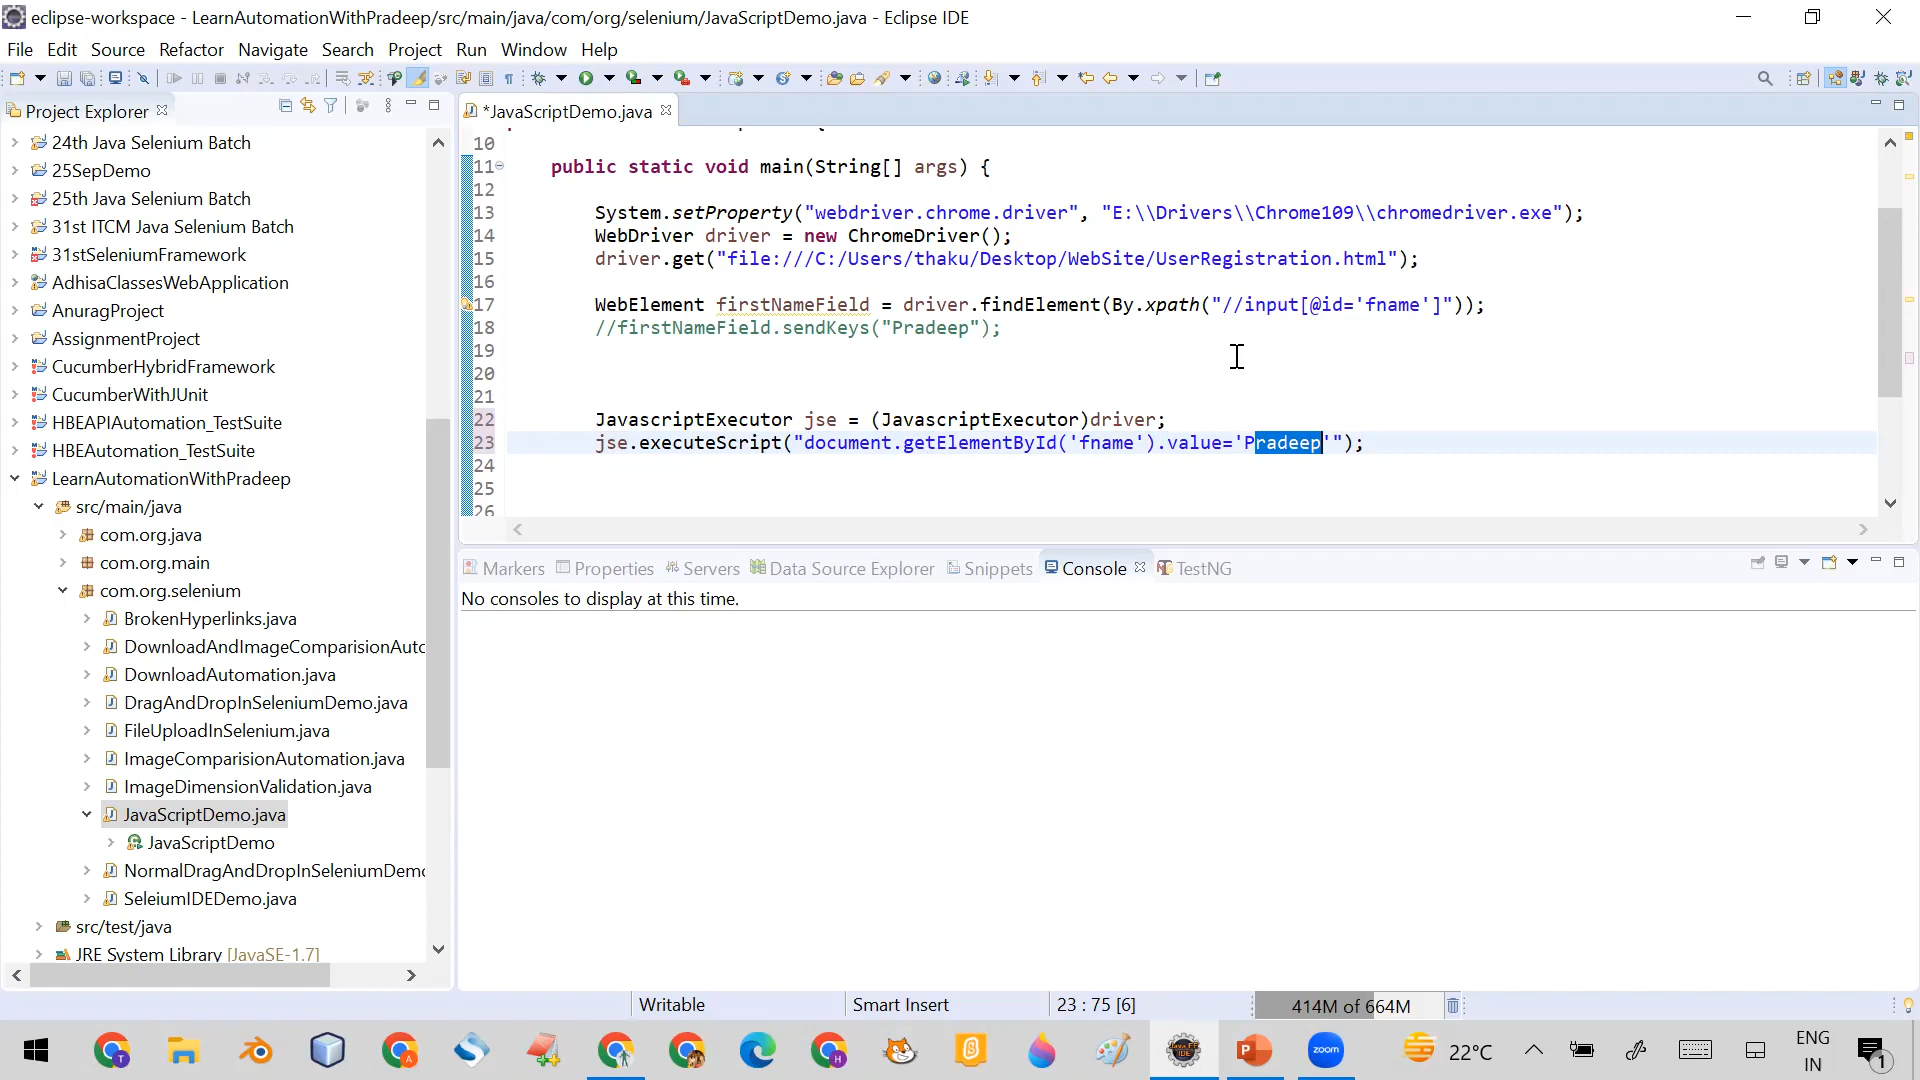 eclipse-workspace - LearnAutomationWithPradeep/src/main/java/com/org/selenium/JavaScriptDemo.java - Eclipse IDE
File Edit Source Refactor Navigate Search Project Run Window Help
Project Explorer
*JavaScriptDemo.java
24th Java Selenium Batch
25SepDemo
25th Java Selenium Batch
31st ITCM Java Selenium Batch
31stSeleniumFramework
AdhisaClassesWebApplication
AnuragProject
AssignmentProject
CucumberHybridFramework
CucumberWithJUnit
HBEAPIAutomation_TestSuite
HBEAutomation_TestSuite
LearnAutomationWithPradeep
src/main/java
com.org.java
com.org.main
com.org.selenium
BrokenHyperlinks.java
DownloadAndImageComparisionAuto
DownloadAutomation.java
DragAndDropInSeleniumDemo.java
FileUploadInSelenium.java
ImageComparisionAutomation.java
ImageDimensionValidation.java
JavaScriptDemo.java
JavaScriptDemo
NormalDragAndDropInSeleniumDemo
SeleiumIDEDemo.java
src/test/java
JRE System Library [JavaSE-1.7]
10
11 public static void main(String[] args) {
12
13 System.setProperty("webdriver.chrome.driver", "E:\\Drivers\\Chrome109\\chromedriver.exe");
14 WebDriver driver = new ChromeDriver();
15 driver.get("file:///C:/Users/thaku/Desktop/WebSite/UserRegistration.html");
16
17 WebElement firstNameField = driver.findElement(By.xpath("//input[@id='fname']"));
18 //firstNameField.sendKeys("Pradeep");
19
20
21
22 JavascriptExecutor jse = (JavascriptExecutor)driver;
23 jse.executeScript("document.getElementById('fname').value='Pradeep'");
24
25
26
Markers Properties Servers Data Source Explorer Snippets Console TestNG
No consoles to display at this time.
Writable Smart Insert 23 : 75 [6] 414M of 664M
22°C ENG
IN
1